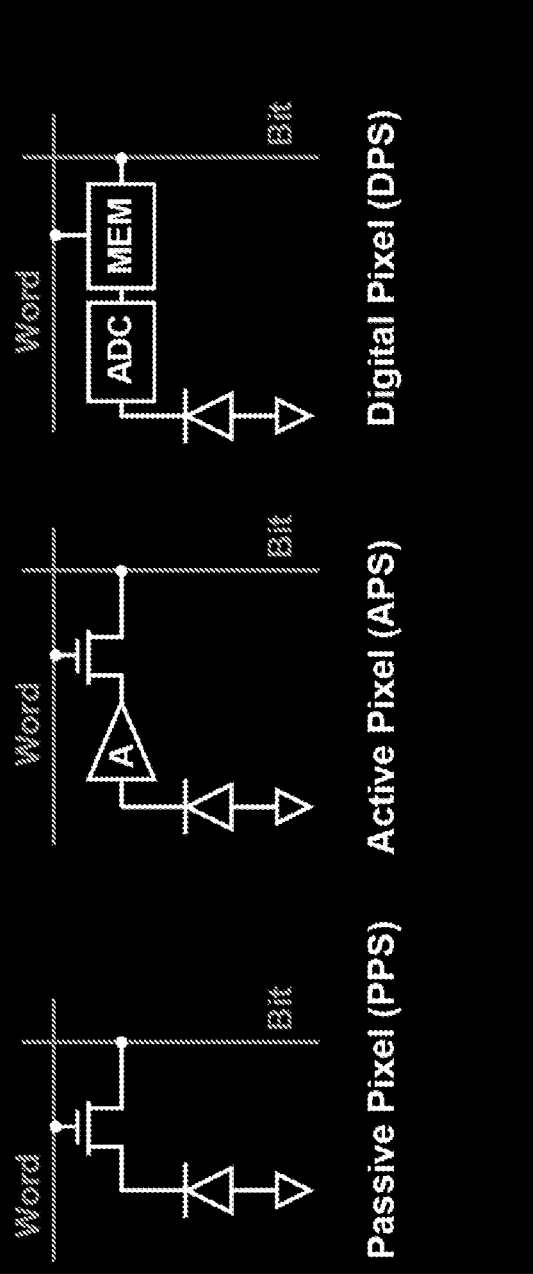 Word
Bit
Passive Pixel (PPS)
Word
A
Bit
Active Pixel (APS)
Word
ADC
MEM
Bit
Digital Pixel (DPS)